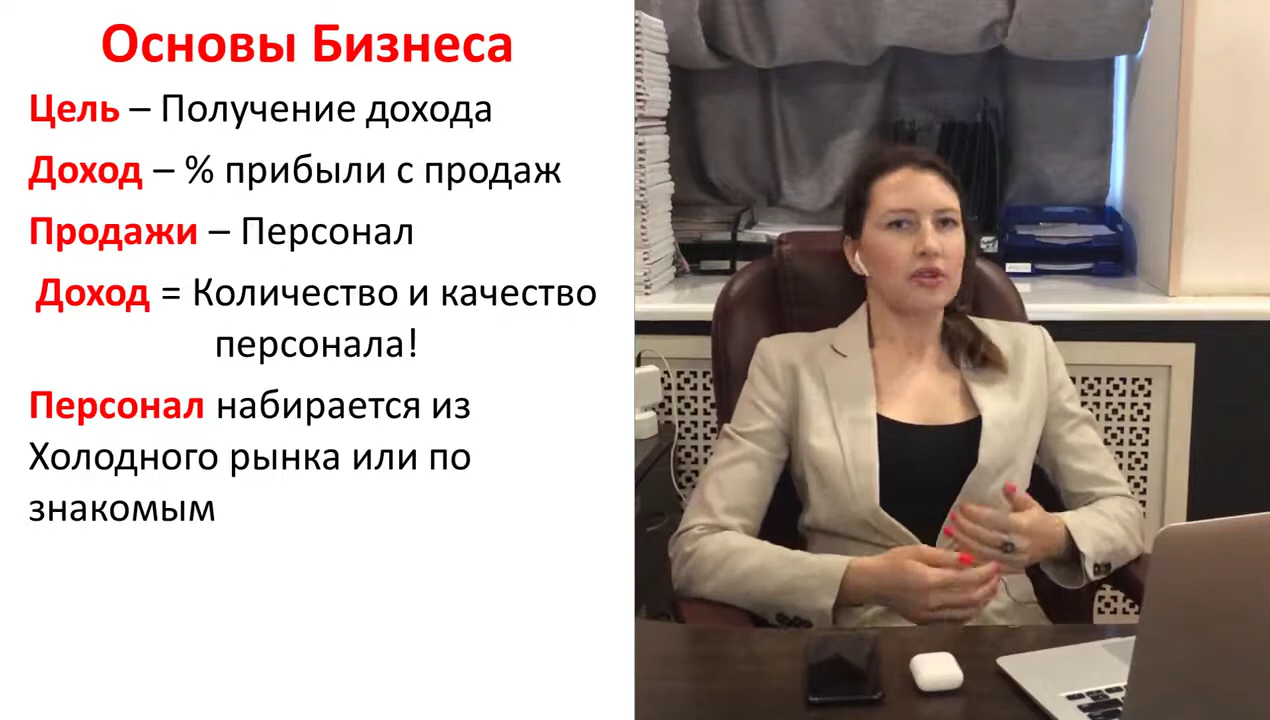 Основы Бизнеса
Цель – Получение дохода
Доход – % прибыли с продаж
Продажи – Персонал
Доход = Количество и качество
персонала!
Персонал набирается из
Холодного рынка или по
знакомым